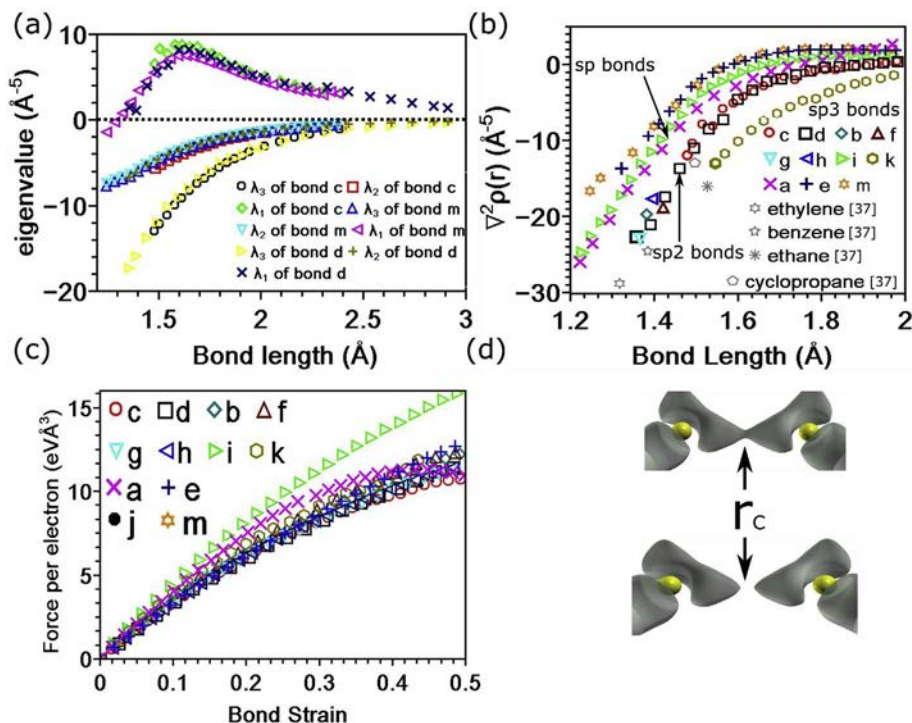 (a)
10
0
−10
−20
eigenvalue (Å⁻⁵)
λ₃ of bond c λ₂ of bond c
λ₁ of bond c λ₃ of bond m
λ₂ of bond m λ₁ of bond m
λ₃ of bond d λ₂ of bond d
λ₁ of bond d
1.5 2 2.5 3
Bond length (Å)
(b)
0
−10
−20
−30
∇²ρ(r) (Å⁻⁵)
sp bonds
sp3 bonds
c d b f
g h i k
a e m
ethylene [37]
benzene [37]
sp2 bonds
ethane [37]
cyclopropane [37]
1.2 1.4 1.6 1.8 2
Bond Length (Å)
(c)
15
10
5
0
Force per electron (eVÅ³)
c d b f
g h i k
a e
j m
0 0.1 0.2 0.3 0.4 0.5
Bond Strain
(d)
rc